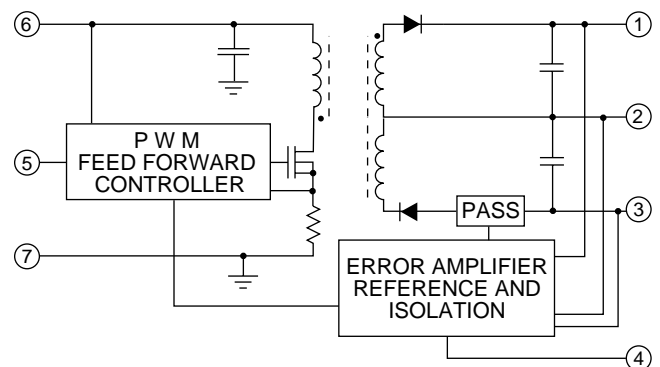 6
1
2
P W M
FEED FORWARD
CONTROLLER
5
PASS
3
7
ERROR AMPLIFIER
REFERENCE AND
ISOLATION
4